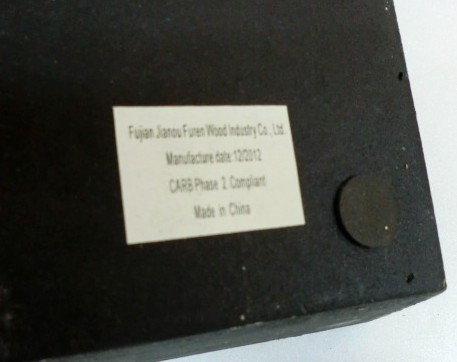 Fujian Jianou Furen Wood Industry Co., Ltd
Manufacture date:12/2012
CARB Phase 2 Compliant
Made in China